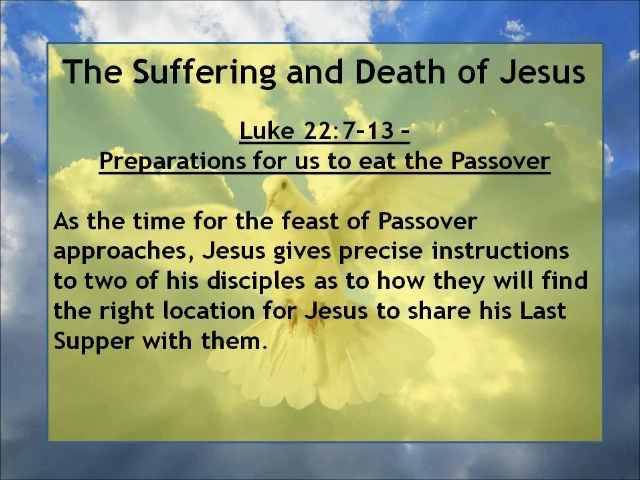 The Suffering and Death of Jesus
Luke 22:7-13 –
Preparations for us to eat the Passover
As the time for the feast of Passover
approaches, Jesus gives precise instructions
to two of his disciples as to how they will find
the right location for Jesus to share his Last
Supper with them.